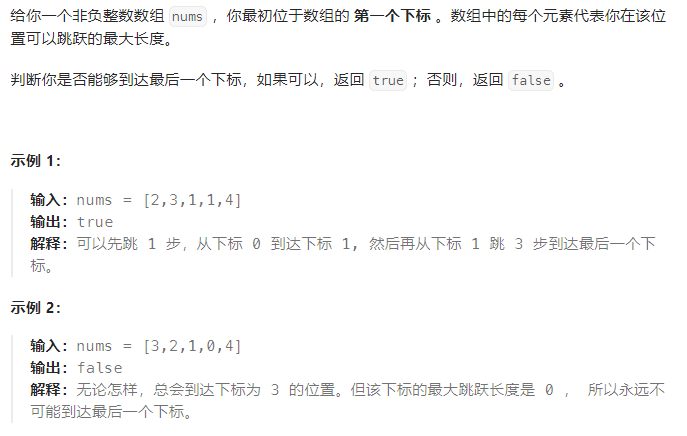 给你一个非负整数数组 nums ，你最初位于数组的 第一个下标 。数组中的每个元素代表你在该位
置可以跳跃的最大长度。
判断你是否能够到达最后一个下标，如果可以，返回 true ；否则，返回 false 。
示例 1：
输入：nums = [2,3,1,1,4]
输出：true
解释：可以先跳 1 步，从下标 0 到达下标 1, 然后再从下标 1 跳 3 步到达最后一个下
标。
示例 2：
输入：nums = [3,2,1,0,4]
输出：false
解释：无论怎样，总会到达下标为 3 的位置。但该下标的最大跳跃长度是 0 ， 所以永远不
可能到达最后一个下标。